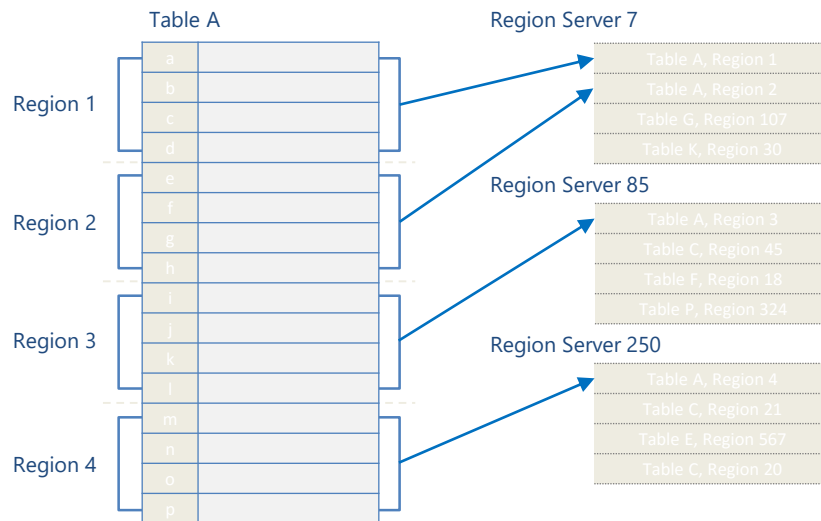 Table A
Region 1
Region 2
Region 3
Region 4
a
b
c
d
e
f
g
h
i
j
k
l
m
n
o
p
Region Server 7
Table A, Region 1
Table A, Region 2
Table G, Region 107
Table K, Region 30
Region Server 85
Table A, Region 3
Table C, Region 45
Table F, Region 18
Table P, Region 324
Region Server 250
Table A, Region 4
Table C, Region 21
Table E, Region 567
Table C, Region 20